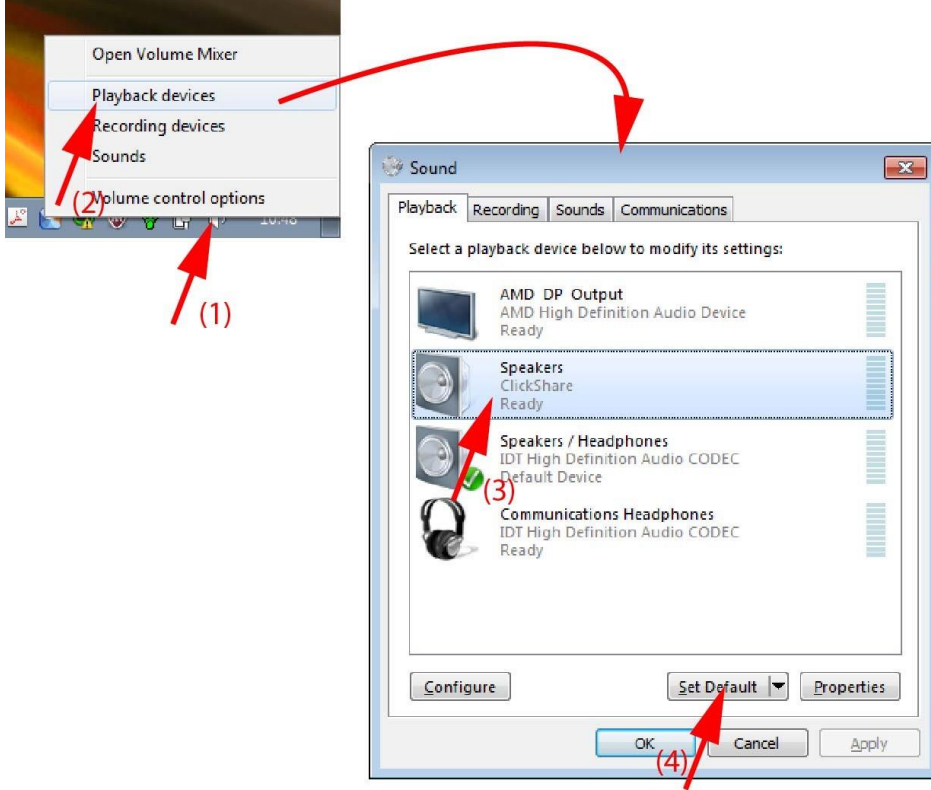 Open Volume Mixer
Playback devices
Recording devices
Sounds
Volume control options
(2)
10:48
(1)
Sound
Playback Recording Sounds Communications
Select a playback device below to modify its settings:
AMD DP Output
AMD High Definition Audio Device
Ready
Speakers
ClickShare
Ready
Speakers / Headphones
IDT High Definition Audio CODEC
Default Device
(3)
Communications Headphones
IDT High Definition Audio CODEC
Ready
Configure Set Default Properties
OK Cancel Apply
(4)